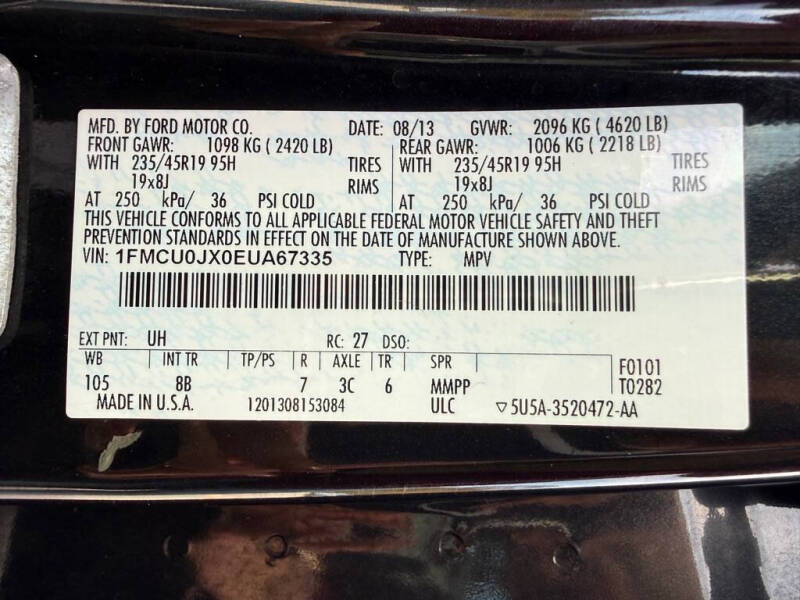 MFD. BY FORD MOTOR CO. DATE: 08/13 GVWR: 2096 KG ( 4620 LB)
FRONT GAWR: 1098 KG ( 2420 LB) REAR GAWR: 1006 KG ( 2218 LB)
WITH 235/45R19 95H TIRES WITH 235/45R19 95H TIRES
19x8J RIMS 19x8J RIMS
AT 250 kPa/ 36 PSI COLD AT 250 kPa/ 36 PSI COLD
THIS VEHICLE CONFORMS TO ALL APPLICABLE FEDERAL MOTOR VEHICLE SAFETY AND THEFT
PREVENTION STANDARDS IN EFFECT ON THE DATE OF MANUFACTURE SHOWN ABOVE.
VIN: 1FMCU0JX0EUA67335 TYPE: MPV
EXT PNT: UH RC: 27 DSO:
WB INT TR TP/PS R AXLE TR SPR F0101
105 8B 7 3C 6 MMPP T0282
MADE IN U.S.A. 1201308153084 ULC ▽5U5A-3520472-AA